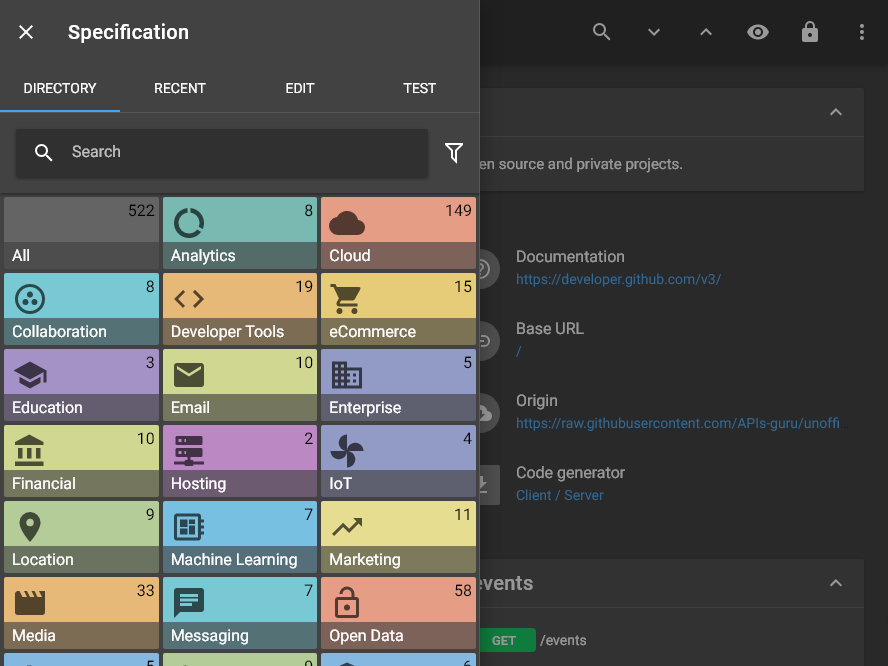 Specification
DIRECTORY RECENT EDIT TEST
Search
en source and private projects.
522 8 149
All Analytics Cloud
8 19 15
Collaboration Developer Tools eCommerce
3 10 5
Education Email Enterprise
10 2 4
Financial Hosting IoT
9 7 11
Location Machine Learning Marketing
33 7 58
Media Messaging Open Data
5 9 6
Documentation
https://developer.github.com/v3/
Base URL
/
Origin
https://raw.githubusercontent.com/APIs-guru/unoffi
Code generator
Client / Server
events
GET /events